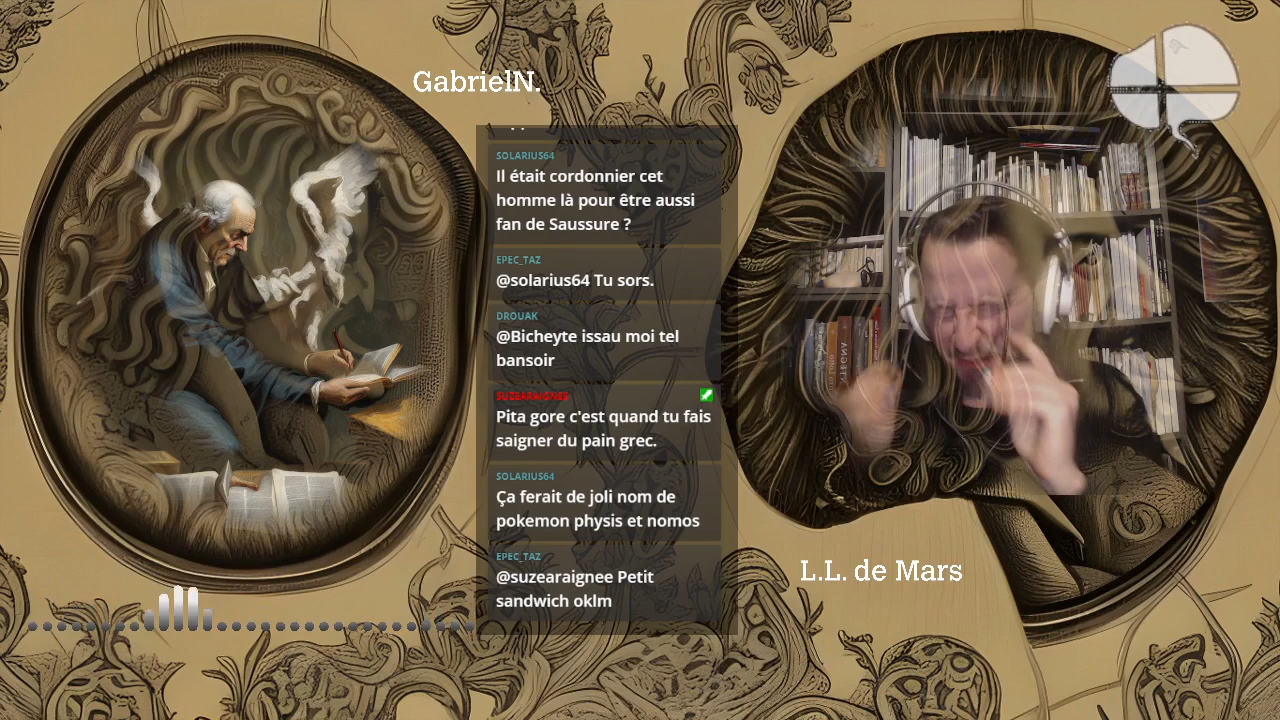 GabrielN.
SOLARIUS64
Il était cordonnier cet
homme là pour être aussi
fan de Saussure ?
EPEC_TAZ
@solarius64 Tu sors.
DROUAK
@Bicheyte issau moi tel
bansoir
SUZEARAIGNEE
Pita gore c'est quand tu fais
saigner du pain grec.
SOLARIUS64
Ça ferait de joli nom de
pokemon physis et nomos
EPEC_TAZ
@suzearaignee Petit
sandwich oklm
L.L. de Mars